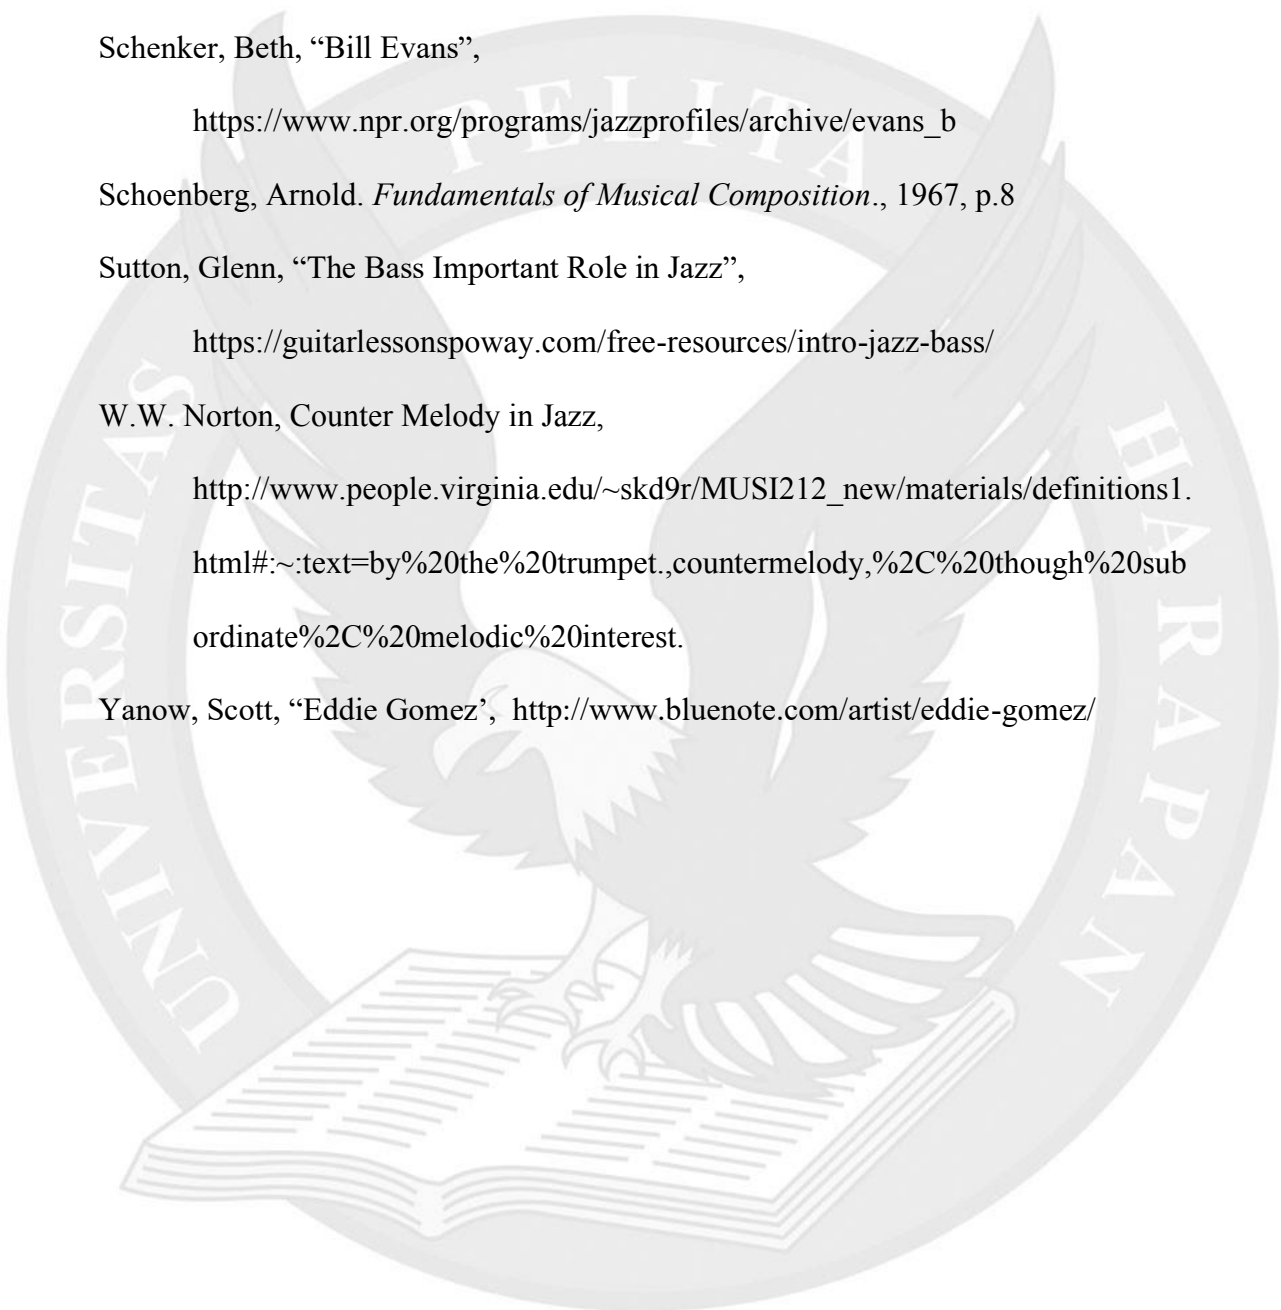 Schenker, Beth, “Bill Evans”,
https://www.npr.org/programs/jazzprofiles/archive/evans_b
Schoenberg, Arnold. Fundamentals of Musical Composition., 1967, p.8
Sutton, Glenn, “The Bass Important Role in Jazz”,
https://guitarlessonspoway.com/free-resources/intro-jazz-bass/
W.W. Norton, Counter Melody in Jazz,
http://www.people.virginia.edu/~skd9r/MUSI212_new/materials/definitions1.
html#:~:text=by%20the%20trumpet.,countermelody,%2C%20though%20sub
ordinate%2C%20melodic%20interest.
Yanow, Scott, “Eddie Gomez’, http://www.bluenote.com/artist/eddie-gomez/
UNIVERSITAS PELITA HARAPAN